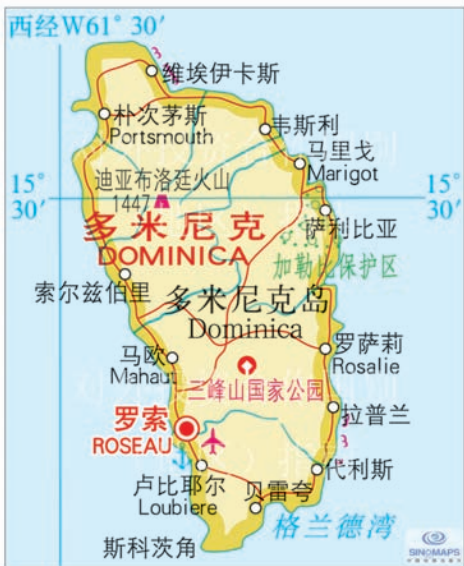 西经W61° 30′
维埃伊卡斯
朴次茅斯
Portsmouth
韦斯利
马里戈
Marigot
15°
30′
15°
30′
迪亚布洛廷火山
1447
萨利比亚
多米尼克
DOMINICA
加勒比保护区
索尔兹伯里
多米尼克岛
Dominica
马欧
Mahaut
罗萨莉
Rosalie
三峰山国家公园
罗索
ROSEAU
拉普兰
卢比耶尔
Loubiere
贝雷夸
代利斯
格兰德湾
斯科茨角
SINOMAPS